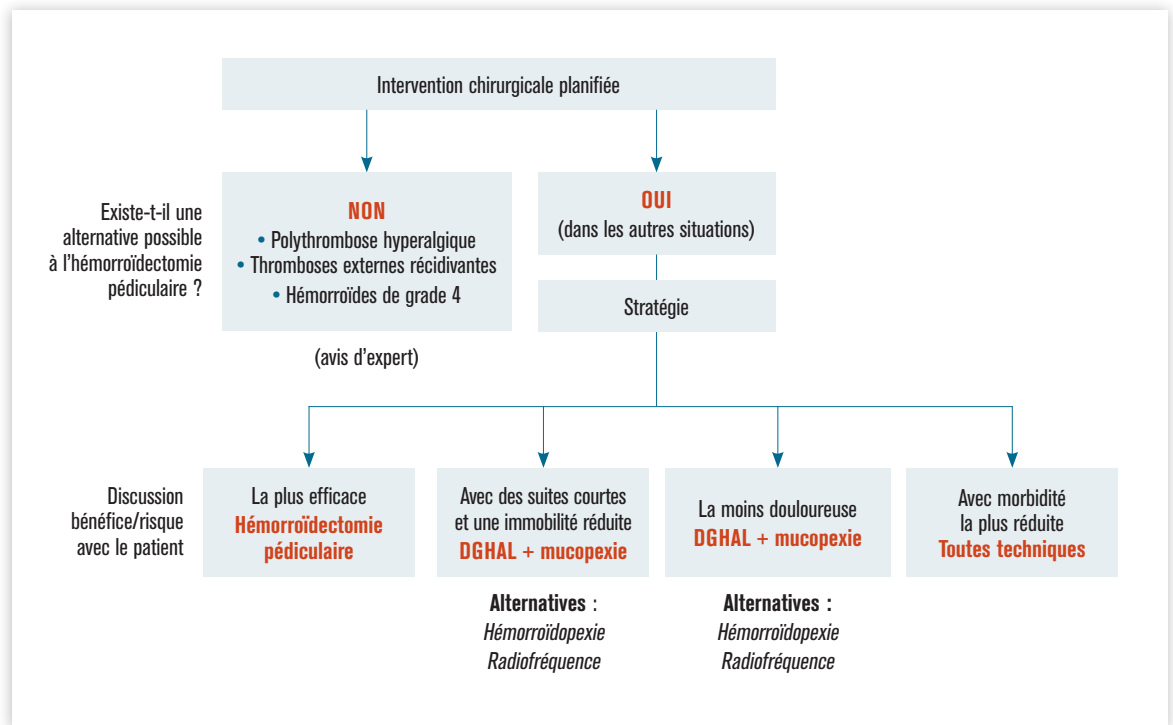 Intervention chirurgicale planifiée
Existe-t-il une
alternative possible
à l'hémorroïdectomie
pédiculaire ?
NON
• Polythrombose hyperalgique
• Thromboses externes récidivantes
• Hémorroïdes de grade 4
(avis d'expert)
OUI
(dans les autres situations)
Stratégie
Discussion
bénéfice/risque
avec le patient
La plus efficace
Hémorroïdectomie
pédiculaire
Avec des suites courtes
et une immobilité réduite
DGHAL + mucopexie
Alternatives :
Hémorroïdopexie
Radiofréquence
La moins douloureuse
DGHAL + mucopexie
Alternatives :
Hémorroïdopexie
Radiofréquence
Avec morbidité
la plus réduite
Toutes techniques